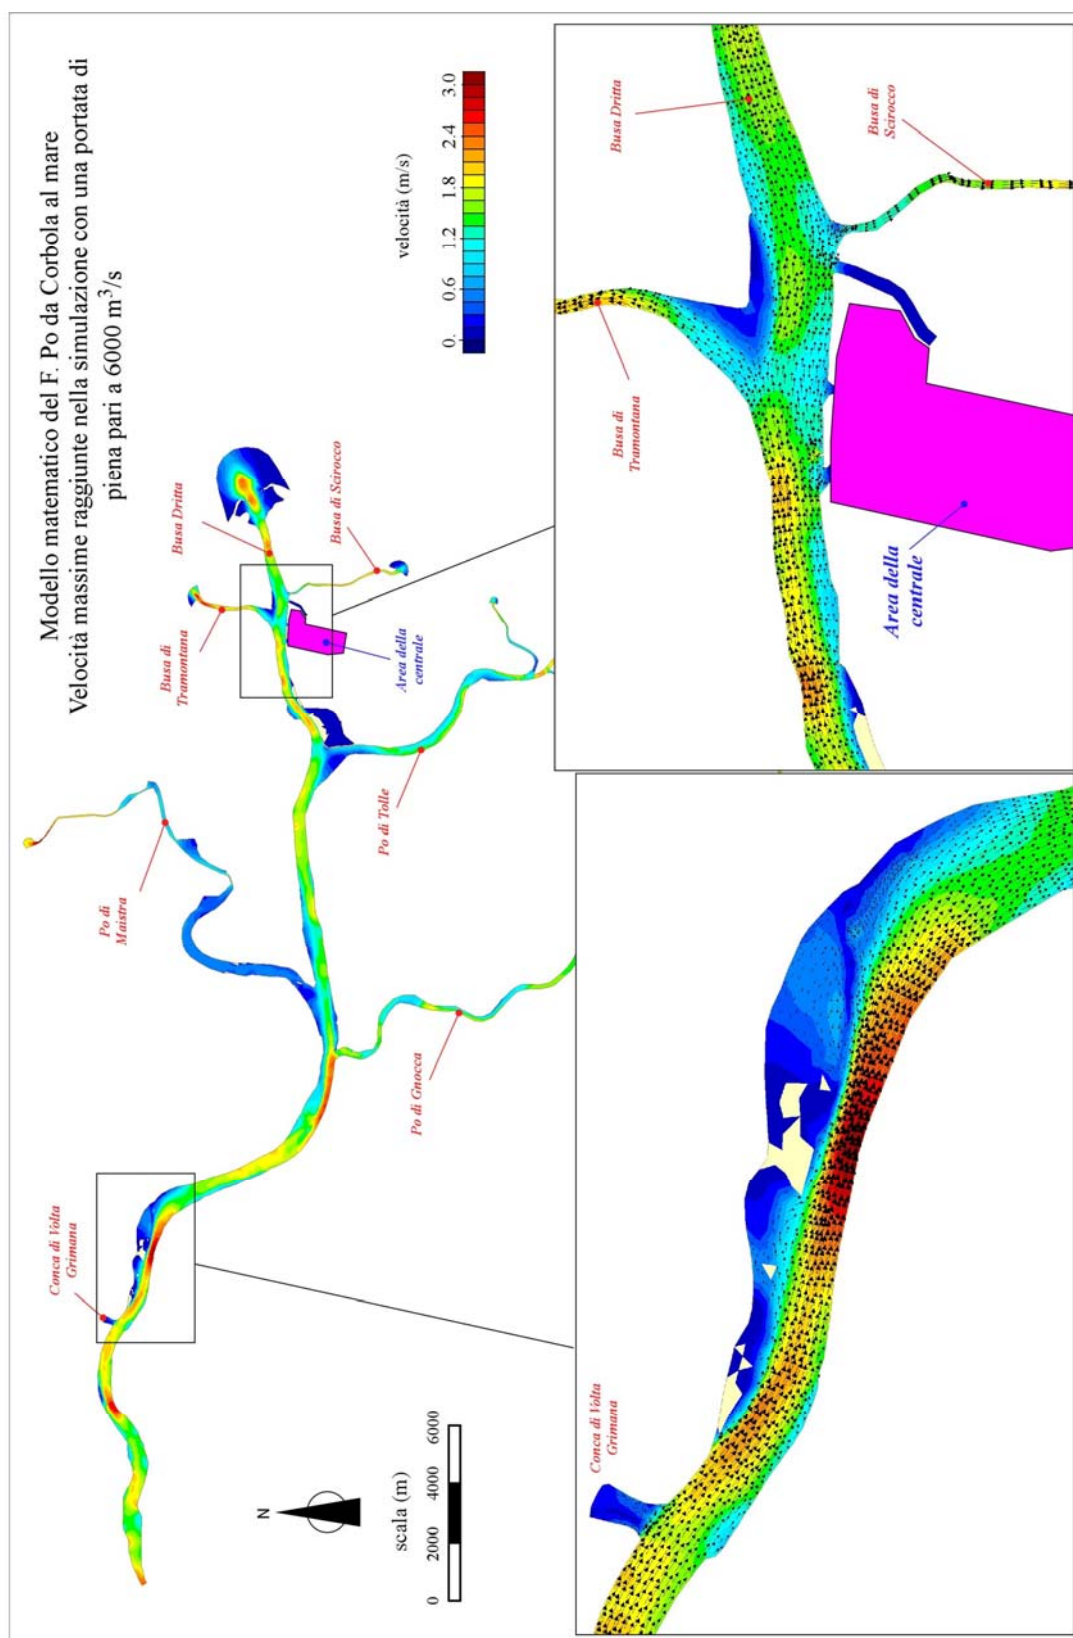 Modello matematico del F. Po da Corbola al mare
Velocità massime raggiunte nella simulazione con una portata di
piena pari a 6000 m³/s
velocità (m/s)
0.
0.6
1.2
1.8
2.4
3.0
Conca di Volta
Grimana
Po di
Maistra
Busa di
Tramontana
Busa Dritta
Busa di Scirocco
Area della
centrale
Po di Tolle
Po di Gnocca
N
scala (m)
0
2000
4000
6000
Conca di Volta
Grimana
Busa di
Tramontana
Busa Dritta
Busa di
Scirocco
Area della
centrale